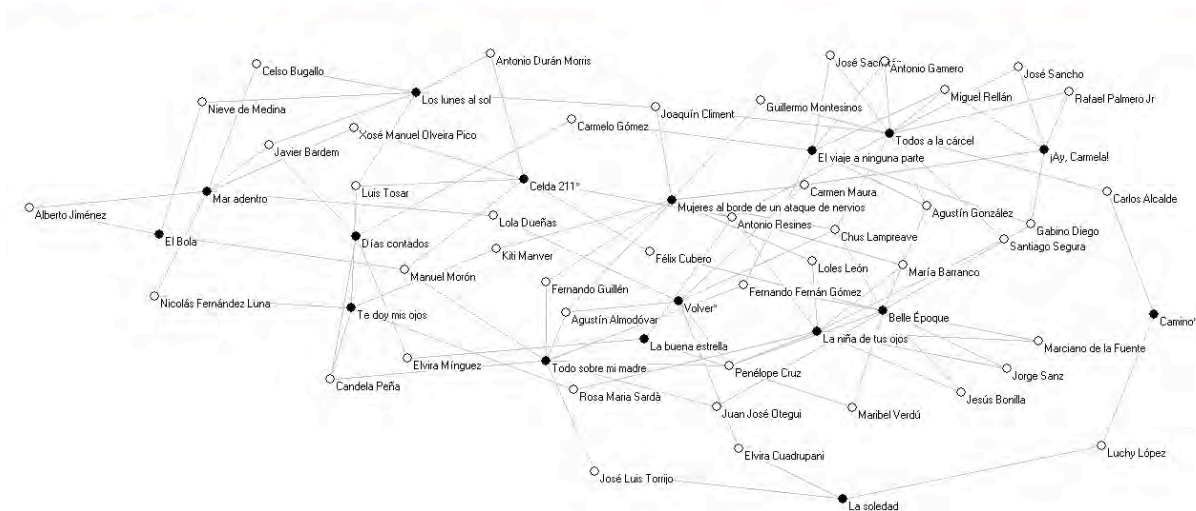 Antonio Durán Morris
José Sac
Antonio Gamero
José Sancho
Celso Bugallo
Miguel Rellán
Rafael Palmero Jr
Los lunes al sol
Nieve de Medina
Guillermo Montesinos
Joaquín Climent
Carmelo Gómez
Xosé Manuel Olveira Pico
Todos a la cárcel
Javier Bardem
El viaje a ninguna parte
¡Ay, Carmela!
Luis Tosar
Celda 211*
Carmen Maura
Mar adentro
Carlos Alcalde
Mujeres al borde de un ataque de nervios
Alberto Jiménez
Agustín González
Lola Dueñas
Antonio Resines
Gabino Diego
El Bola
Días contados
Chus Lampreave
Santiago Segura
Kiti Manver
Félix Cubero
Loles León
María Barranco
Manuel Morón
Fernando Guillén
Fernando Fernán Gómez
Nicolás Fernández Luna
Volver*
Te doy mis ojos
Agustín Almodóvar
Belle Époque
Camino*
La buena estrella
La niña de tus ojos
Marciano de la Fuente
Elvira Mínguez
Todo sobre mi madre
Penélope Cruz
Jorge Sanz
Candela Peña
Rosa Maria Sardà
Jesús Bonilla
Juan José Otegui
Maribel Verdú
Elvira Cuadrupani
Luchy López
José Luis Torrijo
La soledad